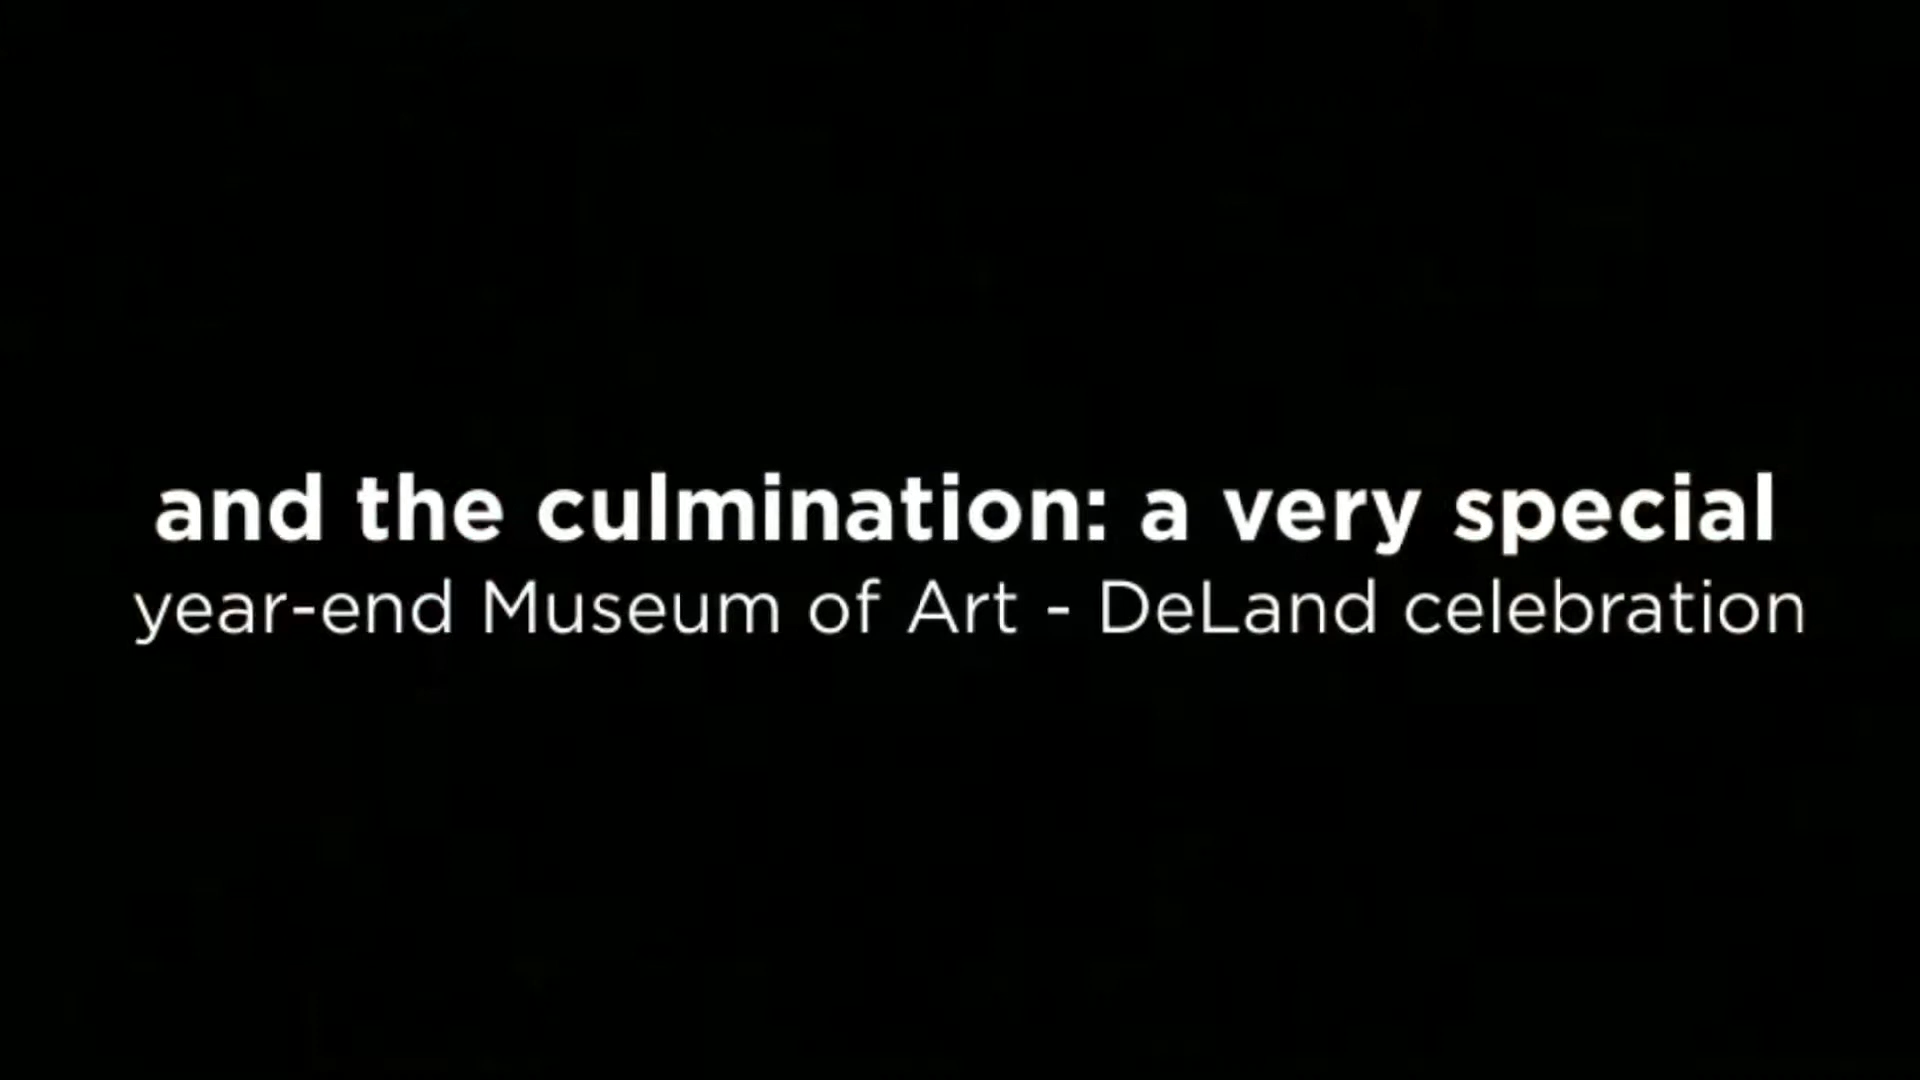 and the culmination: a very special
year-end Museum of Art - DeLand celebration